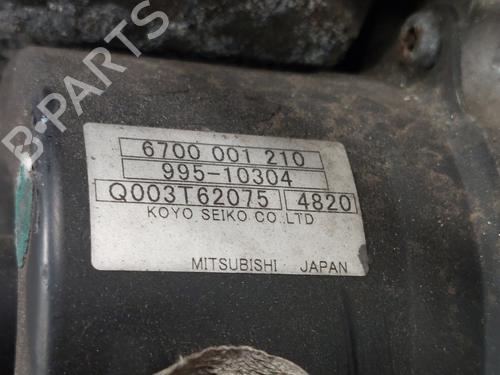 6700 001 210
995-10304
Q003T62075 4820
KOYO SEIKO CO.,LTD
MITSUBISHI JAPAN
B-PARTS